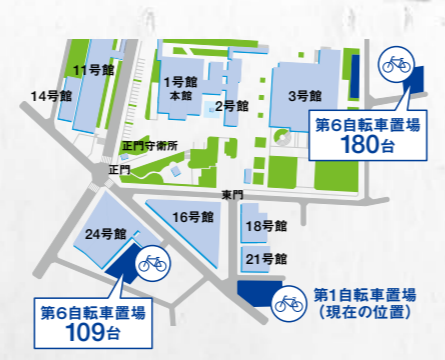 11号館
14号館
1号館
本館
2号館
3号館
第6自転車置場
180台
正門守衛所
正門
東門
16号館
18号館
24号館
21号館
第1自転車置場
(現在の位置)
第6自転車置場
109台